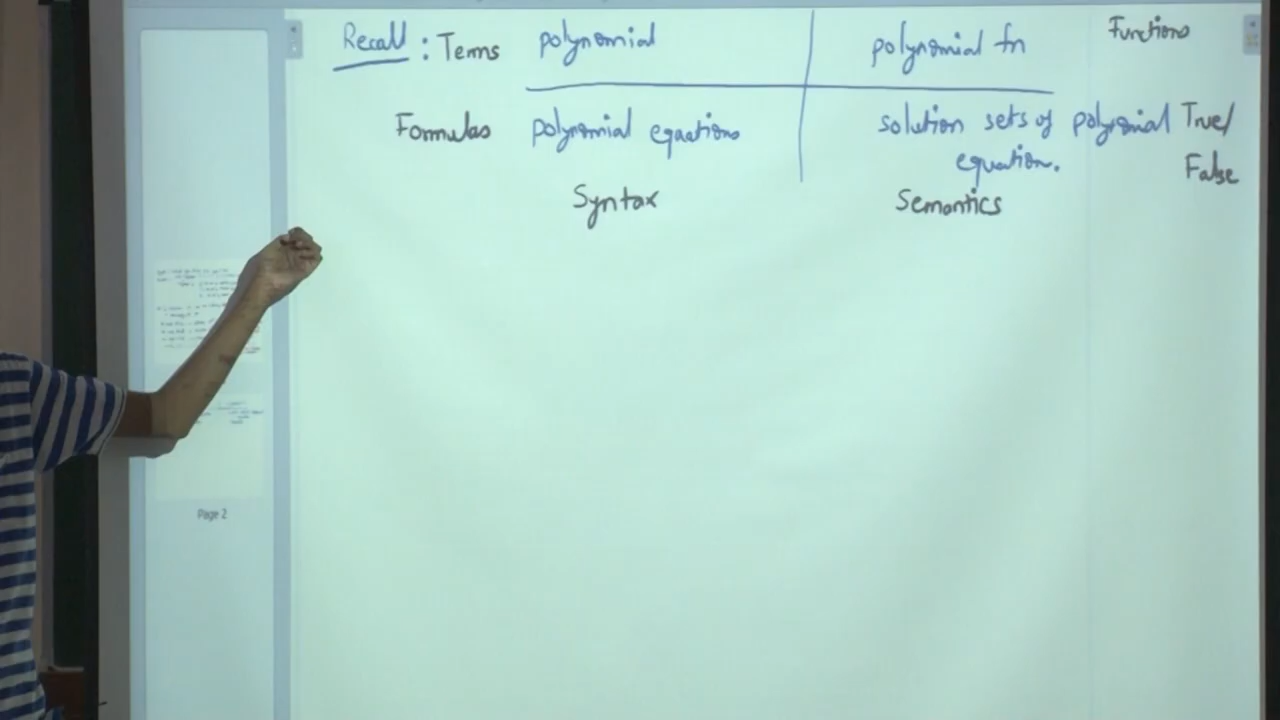 Recall : Terms polynomial polynomial fn Functions
Formulas polynomial equations solution sets of polynomial True/
equation. False
Syntax Semantics
Page 2